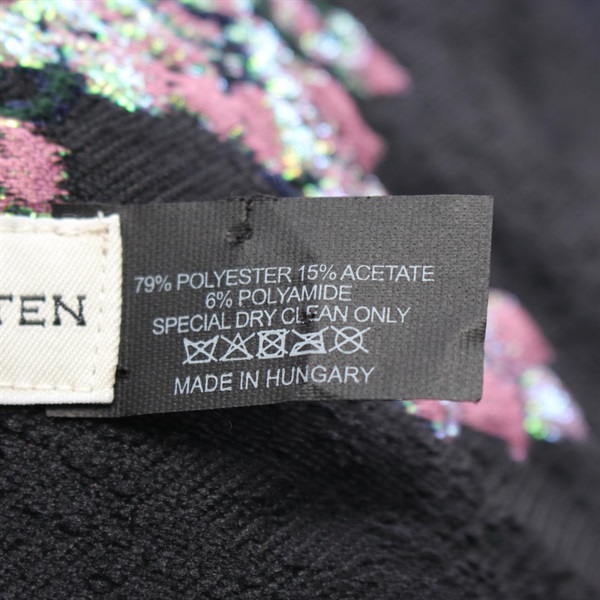 TEN
79% POLYESTER 15% ACETATE
6% POLYAMIDE
SPECIAL DRY CLEAN ONLY
MADE IN HUNGARY